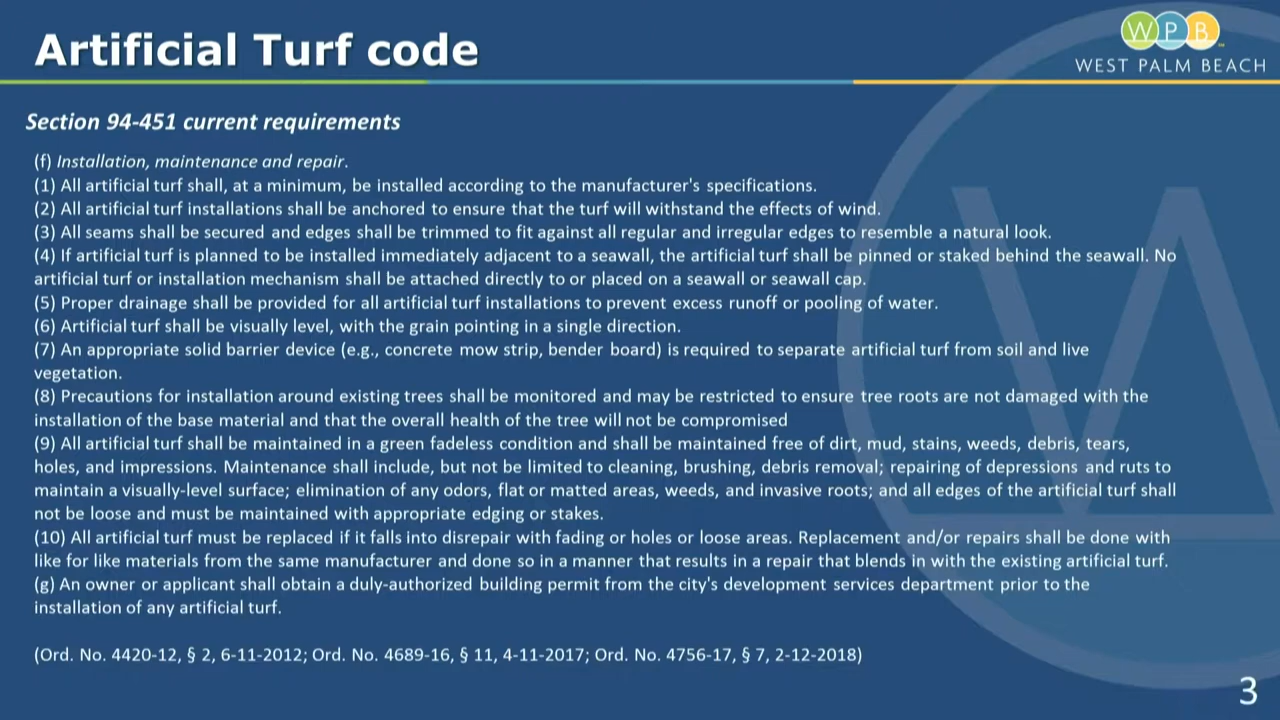 Artificial Turf code
WPB™
WEST PALM BEACH
Section 94-451 current requirements
(f) Installation, maintenance and repair.
(1) All artificial turf shall, at a minimum, be installed according to the manufacturer's specifications.
(2) All artificial turf installations shall be anchored to ensure that the turf will withstand the effects of wind.
(3) All seams shall be secured and edges shall be trimmed to fit against all regular and irregular edges to resemble a natural look.
(4) If artificial turf is planned to be installed immediately adjacent to a seawall, the artificial turf shall be pinned or staked behind the seawall. No
artificial turf or installation mechanism shall be attached directly to or placed on a seawall or seawall cap.
(5) Proper drainage shall be provided for all artificial turf installations to prevent excess runoff or pooling of water.
(6) Artificial turf shall be visually level, with the grain pointing in a single direction.
(7) An appropriate solid barrier device (e.g., concrete mow strip, bender board) is required to separate artificial turf from soil and live
vegetation.
(8) Precautions for installation around existing trees shall be monitored and may be restricted to ensure tree roots are not damaged with the
installation of the base material and that the overall health of the tree will not be compromised
(9) All artificial turf shall be maintained in a green fadeless condition and shall be maintained free of dirt, mud, stains, weeds, debris, tears,
holes, and impressions. Maintenance shall include, but not be limited to cleaning, brushing, debris removal; repairing of depressions and ruts to
maintain a visually-level surface; elimination of any odors, flat or matted areas, weeds, and invasive roots; and all edges of the artificial turf shall
not be loose and must be maintained with appropriate edging or stakes.
(10) All artificial turf must be replaced if it falls into disrepair with fading or holes or loose areas. Replacement and/or repairs shall be done with
like for like materials from the same manufacturer and done so in a manner that results in a repair that blends in with the existing artificial turf.
(g) An owner or applicant shall obtain a duly-authorized building permit from the city's development services department prior to the
installation of any artificial turf.
(Ord. No. 4420-12, § 2, 6-11-2012; Ord. No. 4689-16, § 11, 4-11-2017; Ord. No. 4756-17, § 7, 2-12-2018)
3